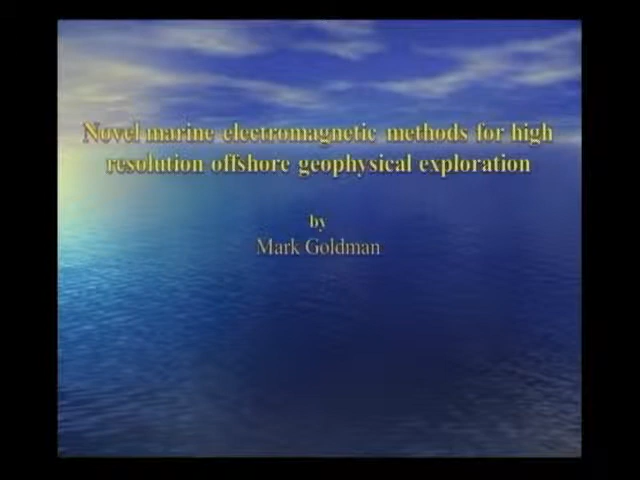 Novel marine electromagnetic methods for high
resolution offshore geophysical exploration
by
Mark Goldman